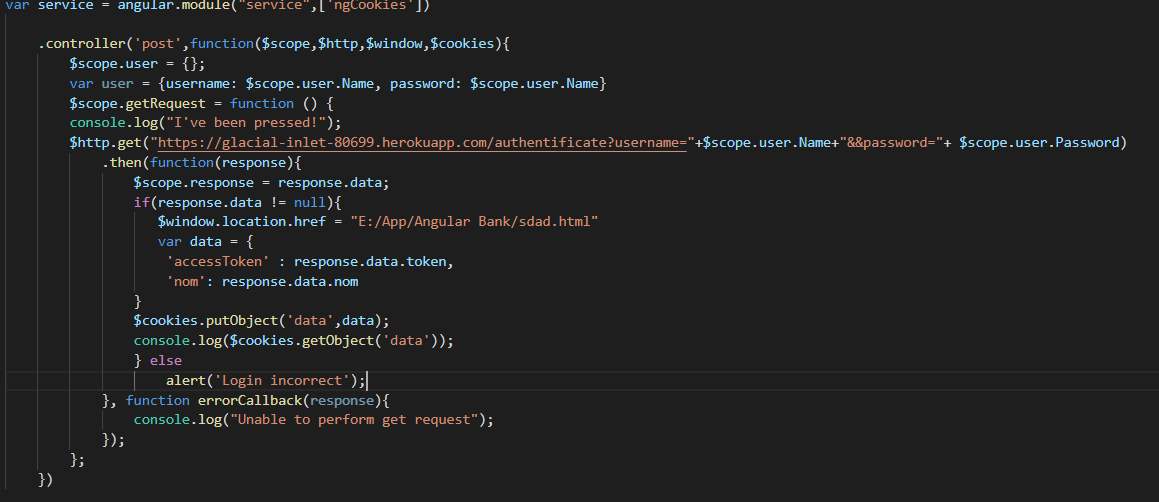 var service = angular.module("service",['ngCookies'])
.controller('post',function($scope,$http,$window,$cookies){
$scope.user = {};
var user = {username: $scope.user.Name, password: $scope.user.Name}
$scope.getRequest = function () {
console.log("I've been pressed!");
$http.get("https://glacial-inlet-80699.herokuapp.com/authentificate?username="+$scope.user.Name+"&&password="+ $scope.user.Password)
.then(function(response){
$scope.response = response.data;
if(response.data != null){
$window.location.href = "E:/App/Angular Bank/sdad.html"
var data = {
'accessToken' : response.data.token,
'nom': response.data.nom
}
$cookies.putObject('data',data);
console.log($cookies.getObject('data'));
} else
alert('Login incorrect');
}, function errorCallback(response){
console.log("Unable to perform get request");
});
};
})